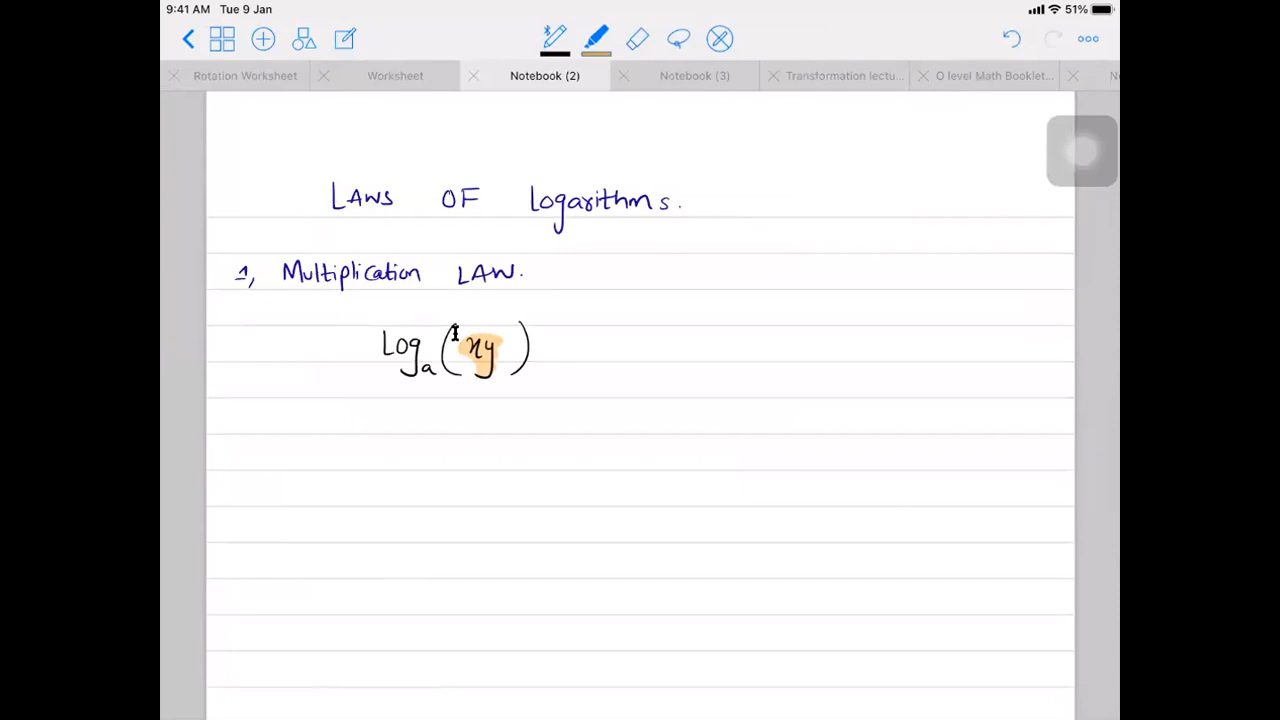 9:41 AM Tue 9 Jan 51%
Rotation Worksheet Worksheet Notebook (2) Notebook (3) Transformation lectu... O level Math Booklet...
LAWS OF Logarithms.
1, Multiplication LAW.
Log a (xy)